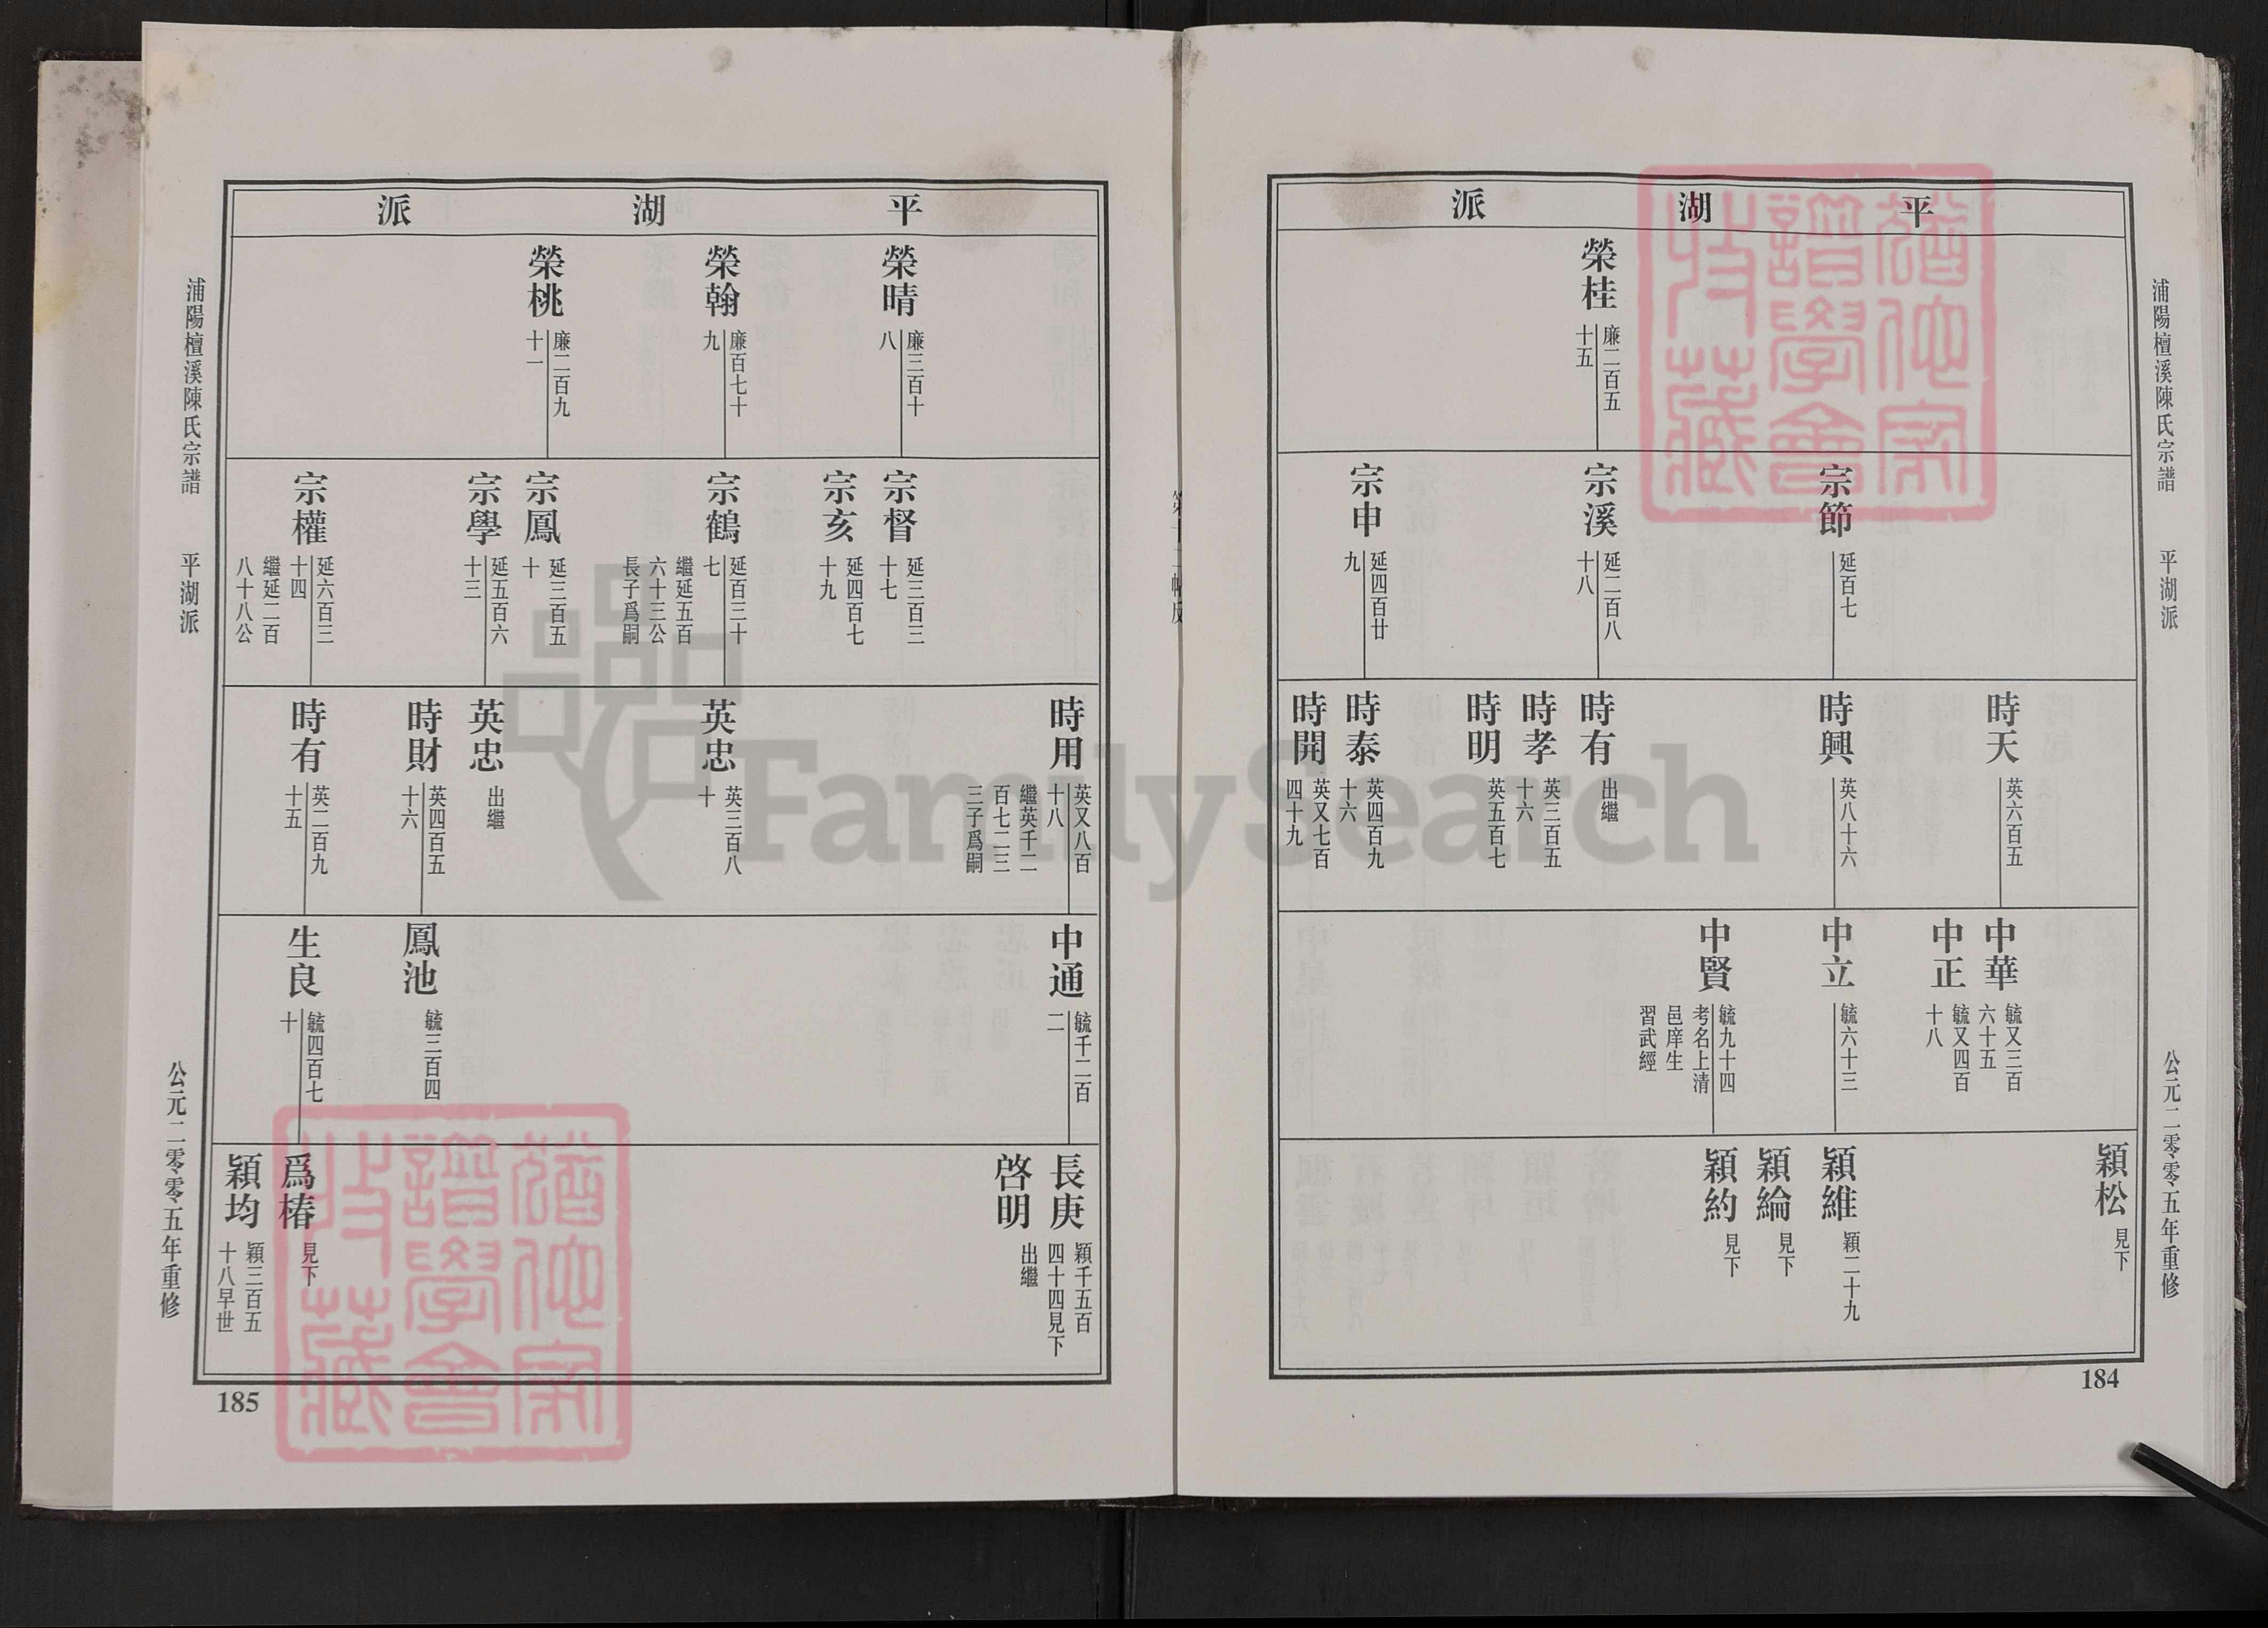 浦陽檀溪陳氏宗譜 平湖派 公元二零零五年重修
184
平湖派
榮桂 廉二百五十五
宗節 延百七
宗溪 延二百八十八
宗申 延四百廿九
時天 英六百五
時興 英八十六
時有 出繼
時孝 英三百五十六
時明 英五百七
時泰 英四百九十六
時開 英又七百四十九
中華 毓又三百六十五
中正 毓又四百十八
中立 毓六十三
中賢 毓九十四
考名上清
邑庠生
習武經
穎松 見下
穎維 穎二十九
穎綸 見下
穎約 見下
平湖派
榮晴 廉三百十八
榮翰 廉百七十九
榮桃 廉二百九十一
宗督 延三百三十七
宗亥 延四百七十九
宗鶴 延百三十七
繼延五百
六十三公
長子爲嗣
宗鳳 延三百五十
宗學 延五百六十三
宗權 延六百三十四
繼延二百
八十八公
時用 英又八百十八
繼英千二
百七二三
三子爲嗣
英忠 英三百八十
英忠 出繼
時財 英四百五十六
時有 英二百九十五
中通 毓千二百二
鳳池 毓三百四
生良 毓四百七十
長庚 穎千五百四十四見下
啓明 出繼
爲椿 見下
穎均 穎三百五十八早世
浦陽檀溪陳氏宗譜 平湖派 公元二零零五年重修
185
FamilySearch